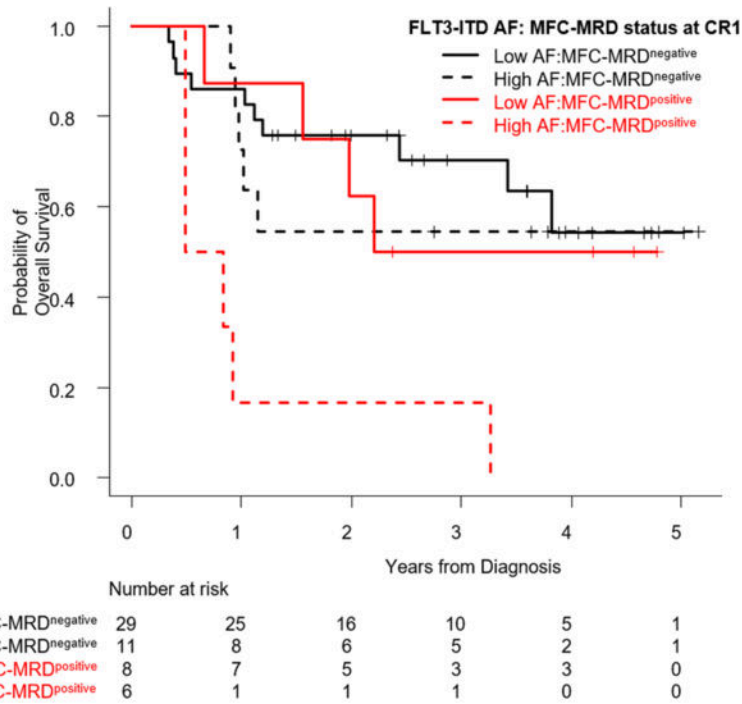 FLT3-ITD AF: MFC-MRD status at CR1
Low AF:MFC-MRDnegative
High AF:MFC-MRDnegative
Low AF:MFC-MRDpositive
High AF:MFC-MRDpositive
1.0
0.8
0.6
0.4
0.2
0.0
Probability of
Overall Survival
0 1 2 3 4 5
Years from Diagnosis
Number at risk
C-MRDnegative 29 25 16 10 5 1
C-MRDnegative 11 8 6 5 2 1
C-MRDpositive 8 7 5 3 3 0
C-MRDpositive 6 1 1 1 0 0